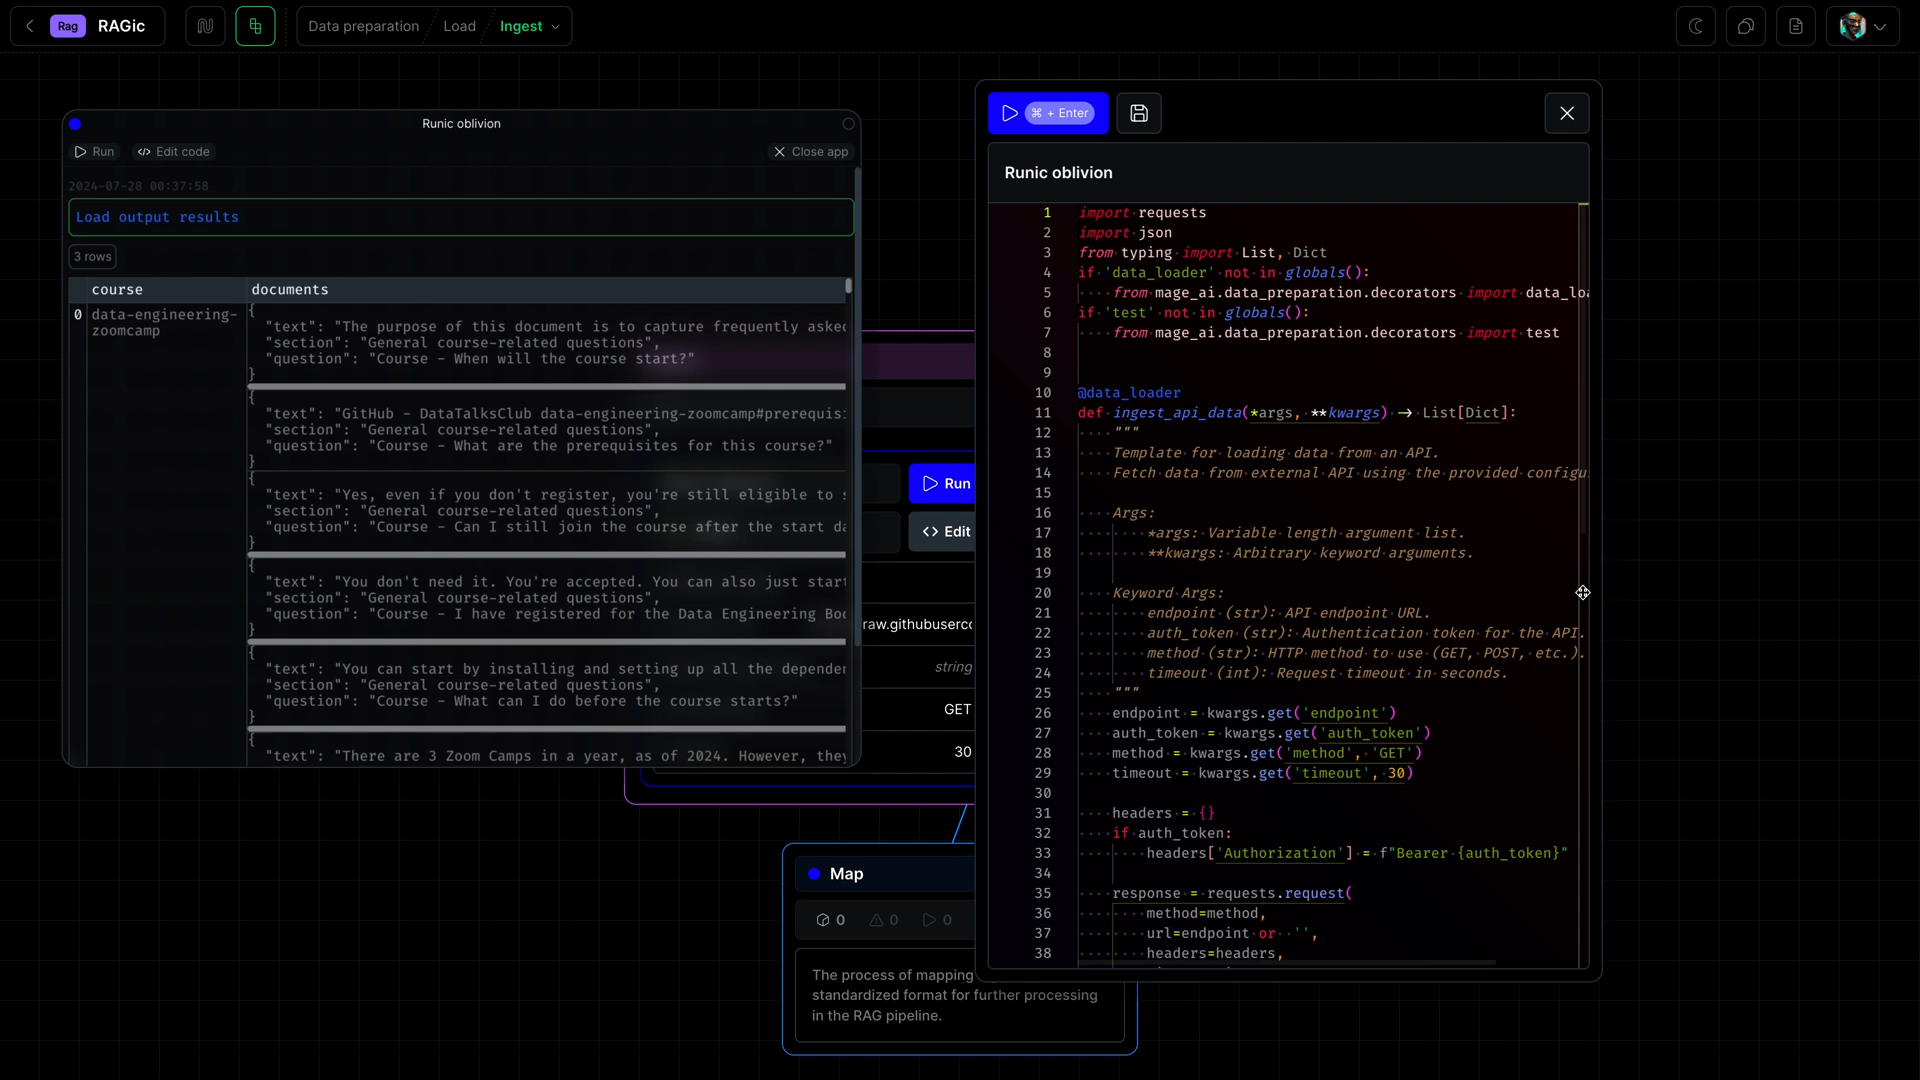 Rag RAGic
Data preparation Load Ingest
Runic oblivion
Run Edit code Close app
2024-07-28 00:37:58
Load output results
3 rows
course documents
0 data-engineering-zoomcamp
{
"text": "The purpose of this document is to capture frequently asked
"section": "General course-related questions",
"question": "Course - When will the course start?"
}
{
"text": "GitHub - DataTalksClub data-engineering-zoomcamp#prerequis
"section": "General course-related questions",
"question": "Course - What are the prerequisites for this course?"
}
{
"text": "Yes, even if you don't register, you're still eligible to
"section": "General course-related questions",
"question": "Course - Can I still join the course after the start da
}
{
"text": "You don't need it. You're accepted. You can also just start
"section": "General course-related questions",
"question": "Course - I have registered for the Data Engineering Boo
}
{
"text": "You can start by installing and setting up all the depender
"section": "General course-related questions",
"question": "Course - What can I do before the course starts?"
}
{
"text": "There are 3 Zoom Camps in a year, as of 2024. However, they
Run
Edit
raw.githubuserco
string
GET
30
Map
0 0 0
The process of mapping
standardized format for further processing
in the RAG pipeline.
⌘ + Enter
Runic oblivion
1 import requests
2 import json
3 from typing import List, Dict
4 if 'data_loader' not in globals():
5 from mage_ai.data_preparation.decorators import data_loa
6 if 'test' not in globals():
7 from mage_ai.data_preparation.decorators import test
8
9
10 @data_loader
11 def ingest_api_data(*args, **kwargs) -> List[Dict]:
12 """
13 Template for loading data from an API.
14 Fetch data from external API using the provided configu
15
16 Args:
17 *args: Variable length argument list.
18 **kwargs: Arbitrary keyword arguments.
19
20 Keyword Args:
21 endpoint (str): API endpoint URL.
22 auth_token (str): Authentication token for the API.
23 method (str): HTTP method to use (GET, POST, etc.).
24 timeout (int): Request timeout in seconds.
25 """
26 endpoint = kwargs.get('endpoint')
27 auth_token = kwargs.get('auth_token')
28 method = kwargs.get('method', 'GET')
29 timeout = kwargs.get('timeout', 30)
30
31 headers = {}
32 if auth_token:
33 headers['Authorization'] = f"Bearer {auth_token}"
34
35 response = requests.request(
36 method=method,
37 url=endpoint or '',
38 headers=headers,